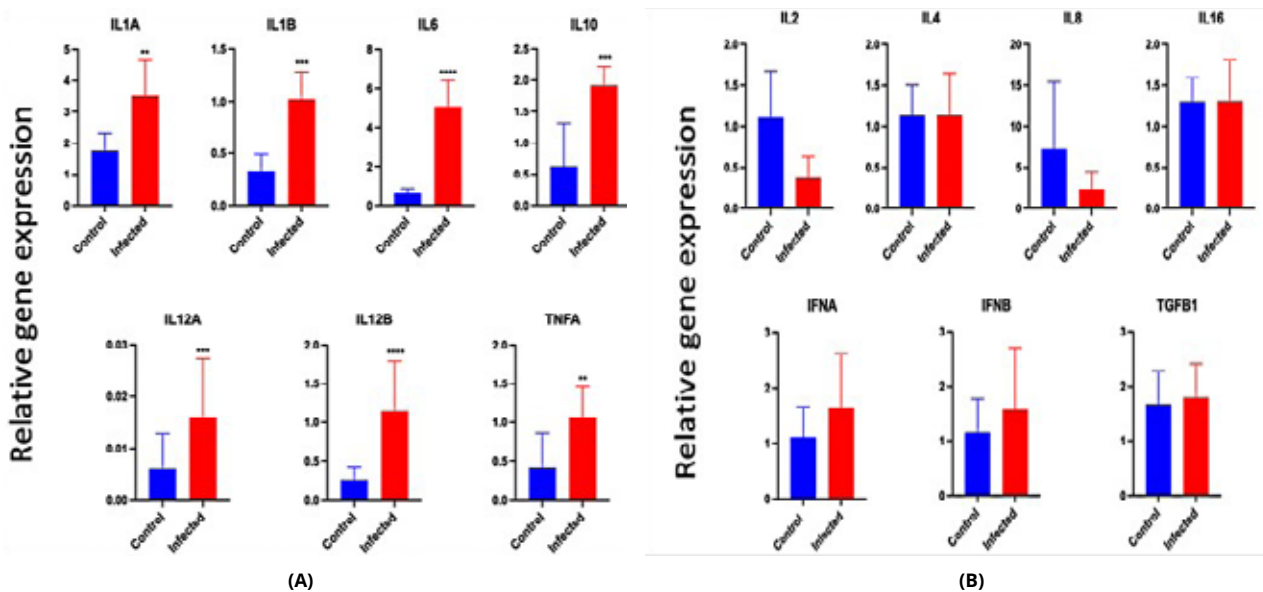 IL1A IL1B IL6 IL10
5 4 3 2 1 0
**
1.5 1.0 0.5 0.0
***
8 6 4 2 0
****
2.5 2.0 1.5 1.0 0.5 0.0
***
Control Infected Control Infected Control Infected Control Infected
Relative gene expression
IL12A IL12B TNFA
0.03 0.02 0.01 0.00
***
2.0 1.5 1.0 0.5 0.0
****
2.0 1.5 1.0 0.5 0.0
**
Control Infected Control Infected Control Infected
(A)
IL2 IL4 IL8 IL16
2.0 1.5 1.0 0.5 0.0
2.0 1.5 1.0 0.5 0.0
20 15 10 5 0
2.0 1.5 1.0 0.5 0.0
Control Infected Control Infected Control Infected Control Infected
Relative gene expression
IFNA IFNB TGFB1
3 2 1 0
3 2 1 0
3 2 1 0
Control Infected Control Infected Control Infected
(B)